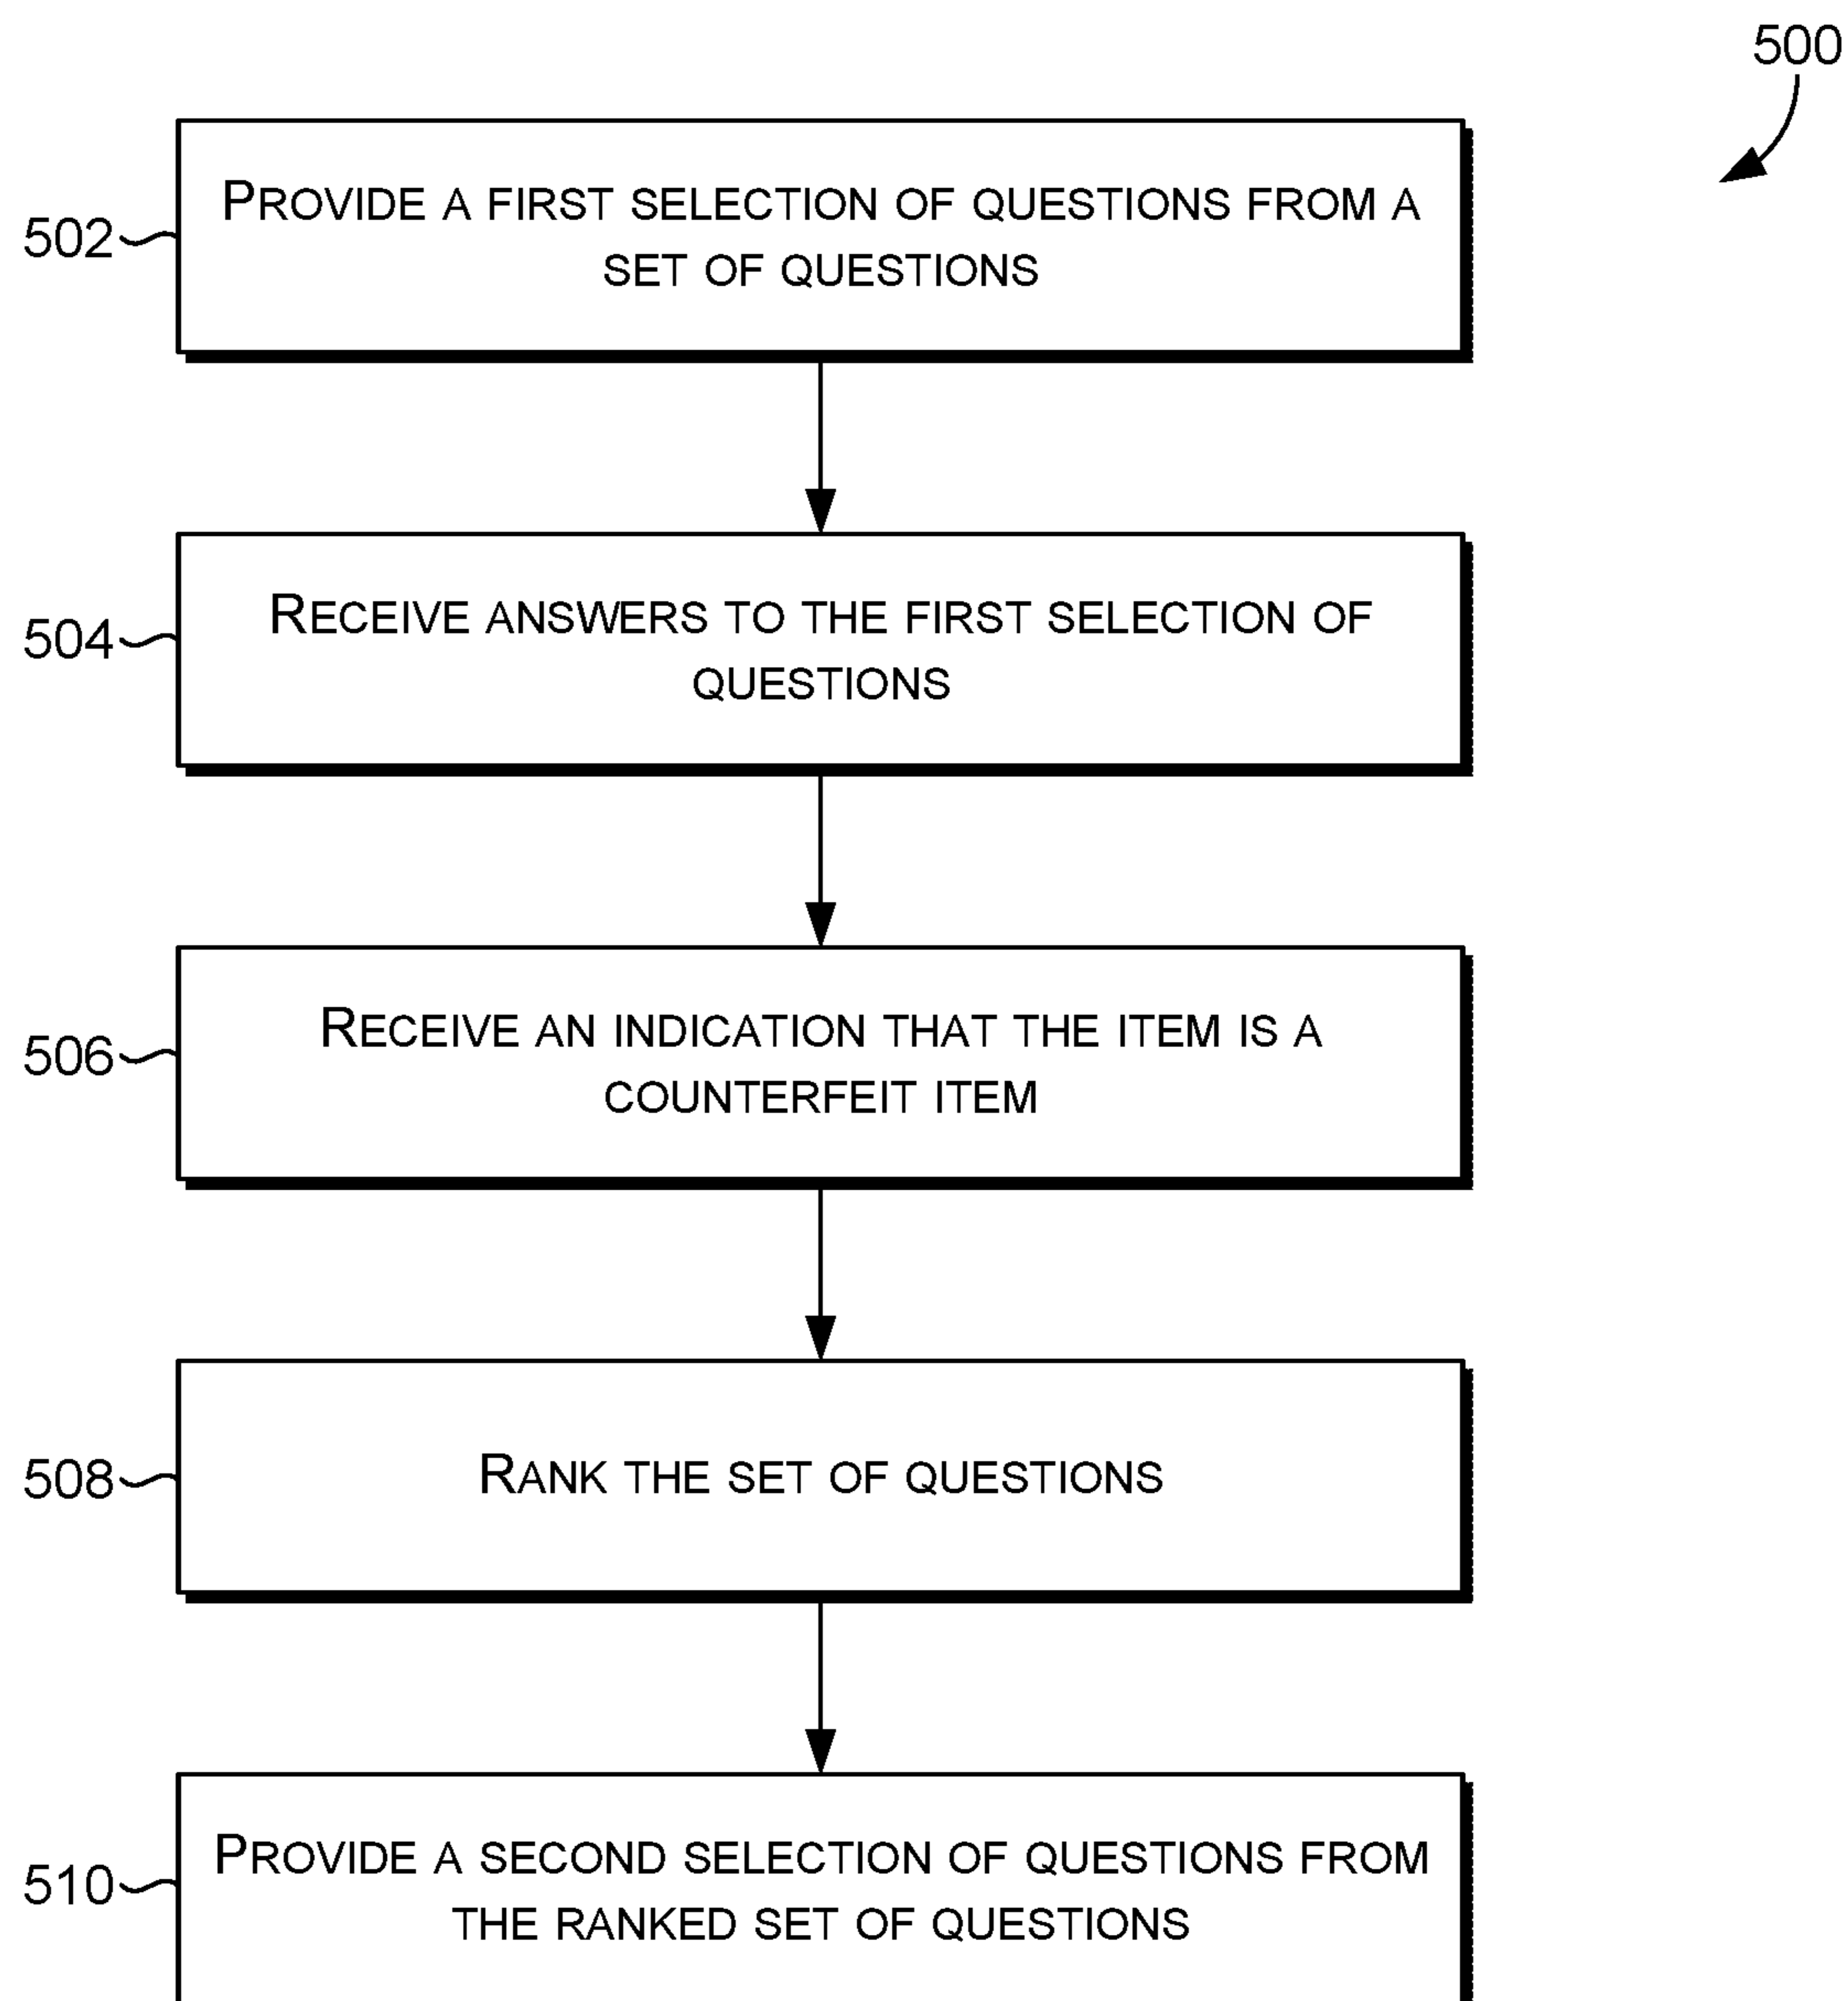 500
502
PROVIDE A FIRST SELECTION OF QUESTIONS FROM A
SET OF QUESTIONS
504
RECEIVE ANSWERS TO THE FIRST SELECTION OF
QUESTIONS
506
RECEIVE AN INDICATION THAT THE ITEM IS A
COUNTERFEIT ITEM
508
RANK THE SET OF QUESTIONS
510
PROVIDE A SECOND SELECTION OF QUESTIONS FROM
THE RANKED SET OF QUESTIONS